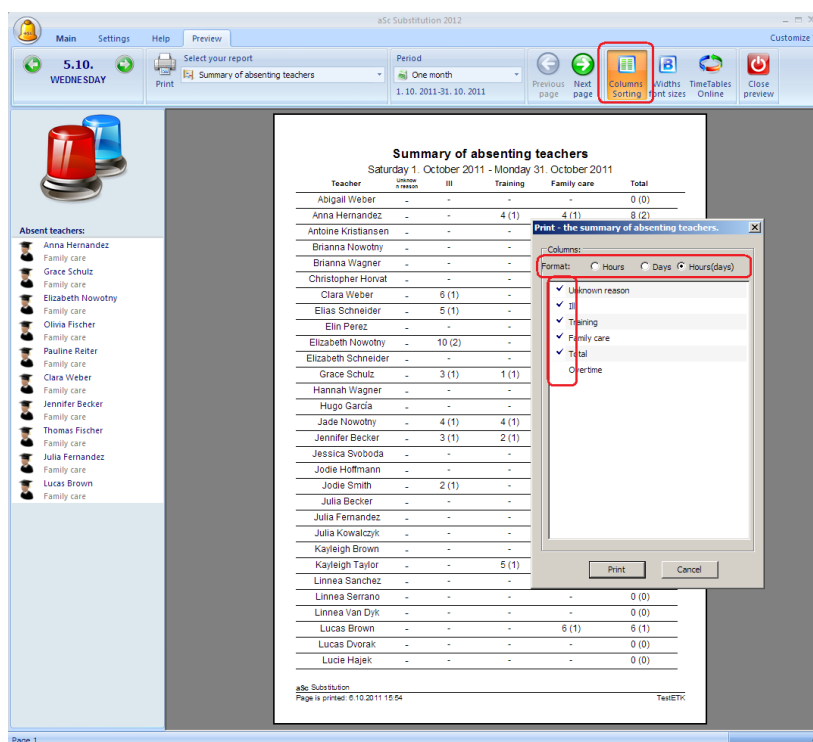 aSc Substitution 2012
Main Settings Help Preview Customize
5.10.
WEDNESDAY
Print
Select your report
Summary of absenting teachers
Period
One month
1. 10. 2011-31. 10. 2011
Previous page
Next page
Columns Sorting
Widths font sizes
TimeTables Online
Close preview
Absent teachers:
Anna Hernandez
Family care
Grace Schulz
Family care
Elizabeth Nowotny
Family care
Olivia Fischer
Family care
Pauline Reiter
Family care
Clara Weber
Family care
Jennifer Becker
Family care
Thomas Fischer
Family care
Julia Fernandez
Family care
Lucas Brown
Family care
Summary of absenting teachers
Saturday 1. October 2011 - Monday 31. October 2011
Teacher Unknown reason Ill Training Family care Total
Abigail Weber - - - - 0 (0)
Anna Hernandez - - 4 (1) 4 (1) 8 (2)
Antoine Kristiansen - - -
Brianna Nowotny - - -
Brianna Wagner - - -
Christopher Horvat - - -
Clara Weber - 6 (1) -
Elias Schneider - 5 (1) -
Elin Perez - - -
Elizabeth Nowotny - 10 (2) -
Elizabeth Schneider - - -
Grace Schulz - 3 (1) 1 (1)
Hannah Wagner - - -
Hugo García - - -
Jade Nowotny - 4 (1) 4 (1)
Jennifer Becker - 3 (1) 2 (1)
Jessica Svoboda - - -
Jodie Hoffmann - - -
Jodie Smith - 2 (1) -
Julia Becker - - -
Julia Fernandez - - -
Julia Kowalczyk - - -
Kayleigh Brown - - -
Kayleigh Taylor - - 5 (1)
Linnea Sanchez - - -
Linnea Serrano - - - - 0 (0)
Linnea Van Dyk - - - - 0 (0)
Lucas Brown - - - 6 (1) 6 (1)
Lucas Dvorak - - - - 0 (0)
Lucie Hajek - - - - 0 (0)
aSc Substitution
Page is printed: 6.10.2011 15:54 TestETK
Print - the summary of absenting teachers.
Columns:
Format: Hours Days Hours(days)
Unknown reason
Ill
Training
Family care
Total
Overtime
Print Cancel
Page 1